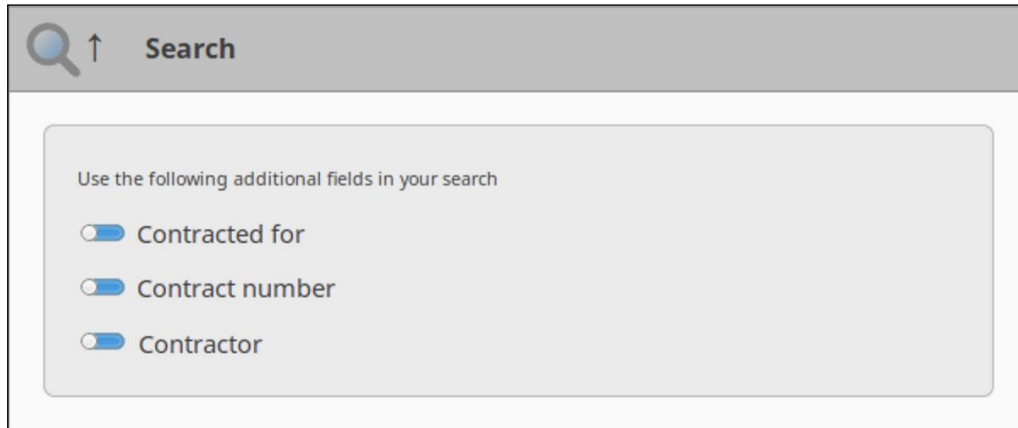 ↑ Search
Use the following additional fields in your search
Contracted for
Contract number
Contractor